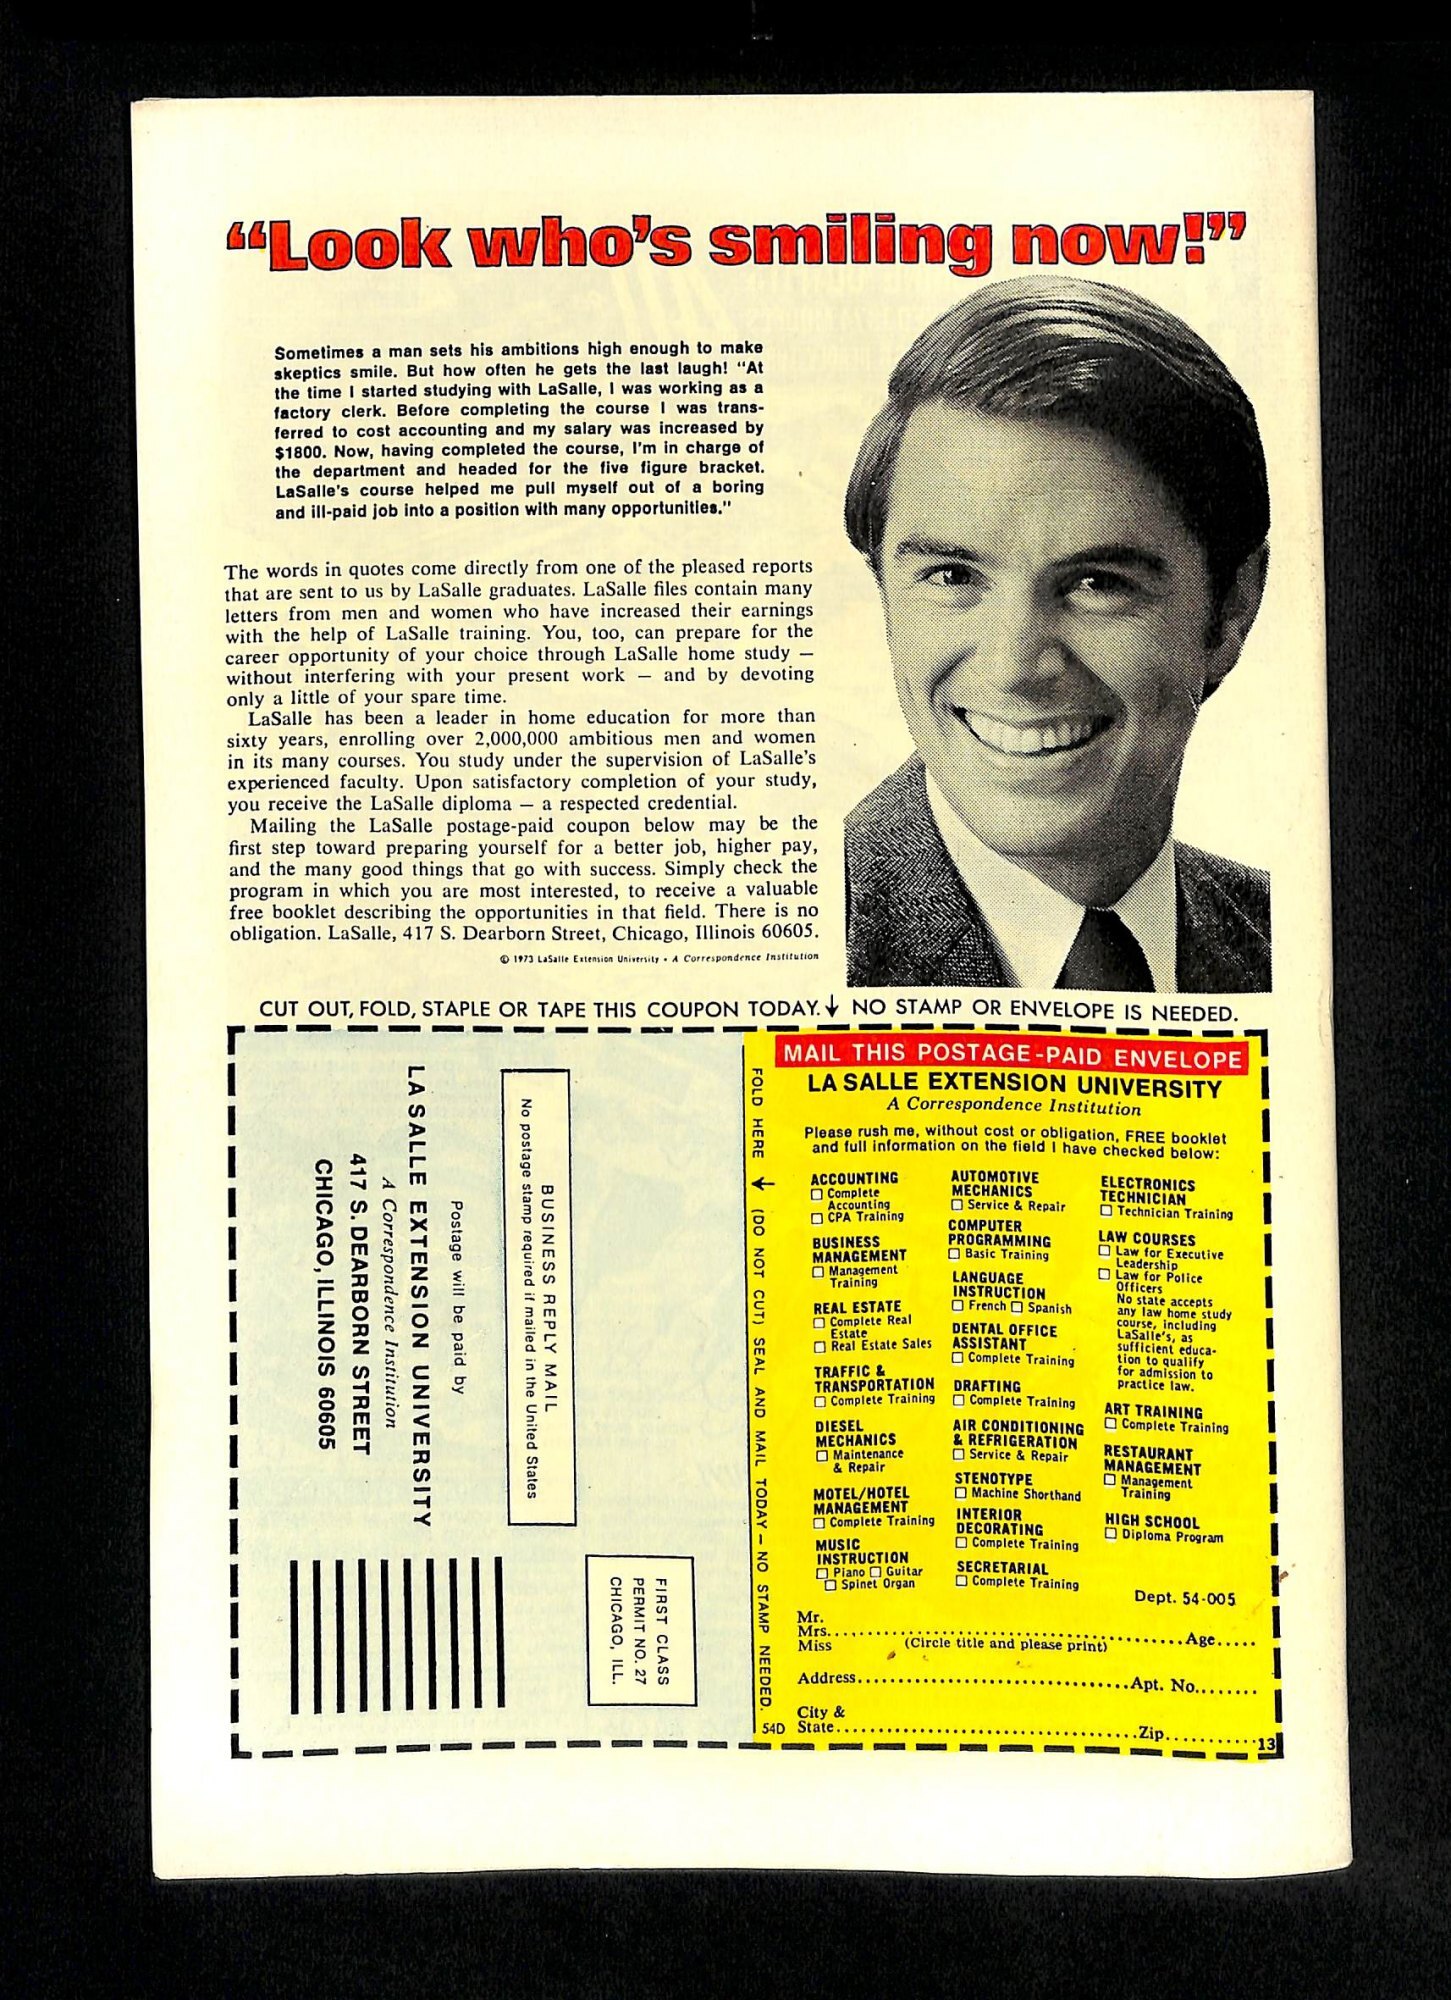 “Look who’s smiling now!”
Sometimes a man sets his ambitions high enough to make
skeptics smile. But how often he gets the last laugh! “At
the time I started studying with LaSalle, I was working as a
factory clerk. Before completing the course I was trans-
ferred to cost accounting and my salary was increased by
$1800. Now, having completed the course, I'm in charge of
the department and headed for the five figure bracket.
LaSalle's course helped me pull myself out of a boring
and ill-paid job into a position with many opportunities."
The words in quotes come directly from one of the pleased reports
that are sent to us by LaSalle graduates. LaSalle files contain many
letters from men and women who have increased their earnings
with the help of LaSalle training. You, too, can prepare for the
career opportunity of your choice through LaSalle home study —
without interfering with your present work — and by devoting
only a little of your spare time.
LaSalle has been a leader in home education for more than
sixty years, enrolling over 2,000,000 ambitious men and women
in its many courses. You study under the supervision of LaSalle's
experienced faculty. Upon satisfactory completion of your study,
you receive the LaSalle diploma — a respected credential.
Mailing the LaSalle postage-paid coupon below may be the
first step toward preparing yourself for a better job, higher pay,
and the many good things that go with success. Simply check the
program in which you are most interested, to receive a valuable
free booklet describing the opportunities in that field. There is no
obligation. LaSalle, 417 S. Dearborn Street, Chicago, Illinois 60605.
© 1973 LaSalle Extension University • A Correspondence Institution
CUT OUT, FOLD, STAPLE OR TAPE THIS COUPON TODAY.↓ NO STAMP OR ENVELOPE IS NEEDED.
FIRST CLASS
PERMIT NO. 27
CHICAGO, ILL.
BUSINESS REPLY MAIL
No postage stamp required if mailed in the United States
Postage will be paid by
LA SALLE EXTENSION UNIVERSITY
A Correspondence Institution
417 S. DEARBORN STREET
CHICAGO, ILLINOIS 60605
FOLD HERE ↓ (DO NOT CUT) SEAL AND MAIL TODAY — NO STAMP NEEDED.
MAIL THIS POSTAGE-PAID ENVELOPE
LA SALLE EXTENSION UNIVERSITY
A Correspondence Institution
Please rush me, without cost or obligation, FREE booklet
and full information on the field I have checked below:
ACCOUNTING
☐ Complete
Accounting
☐ CPA Training
BUSINESS
MANAGEMENT
☐ Management
Training
REAL ESTATE
☐ Complete Real
Estate
☐ Real Estate Sales
TRAFFIC &
TRANSPORTATION
☐ Complete Training
DIESEL
MECHANICS
☐ Maintenance
& Repair
MOTEL/HOTEL
MANAGEMENT
☐ Complete Training
MUSIC
INSTRUCTION
☐ Piano ☐ Guitar
☐ Spinet Organ
AUTOMOTIVE
MECHANICS
☐ Service & Repair
COMPUTER
PROGRAMMING
☐ Basic Training
LANGUAGE
INSTRUCTION
☐ French ☐ Spanish
DENTAL OFFICE
ASSISTANT
☐ Complete Training
DRAFTING
☐ Complete Training
AIR CONDITIONING
& REFRIGERATION
☐ Service & Repair
STENOTYPE
☐ Machine Shorthand
INTERIOR
DECORATING
☐ Complete Training
SECRETARIAL
☐ Complete Training
ELECTRONICS
TECHNICIAN
☐ Technician Training
LAW COURSES
☐ Law for Executive
Leadership
☐ Law for Police
Officers
No state accepts
any law home study
course, including
LaSalle's, as
sufficient educa-
tion to qualify
for admission to
practice law.
ART TRAINING
☐ Complete Training
RESTAURANT
MANAGEMENT
☐ Management
Training
HIGH SCHOOL
☐ Diploma Program
Dept. 54-005
Mr.
Mrs. Age
Miss (Circle title and please print)
Address Apt. No.
City &
54D State Zip 13